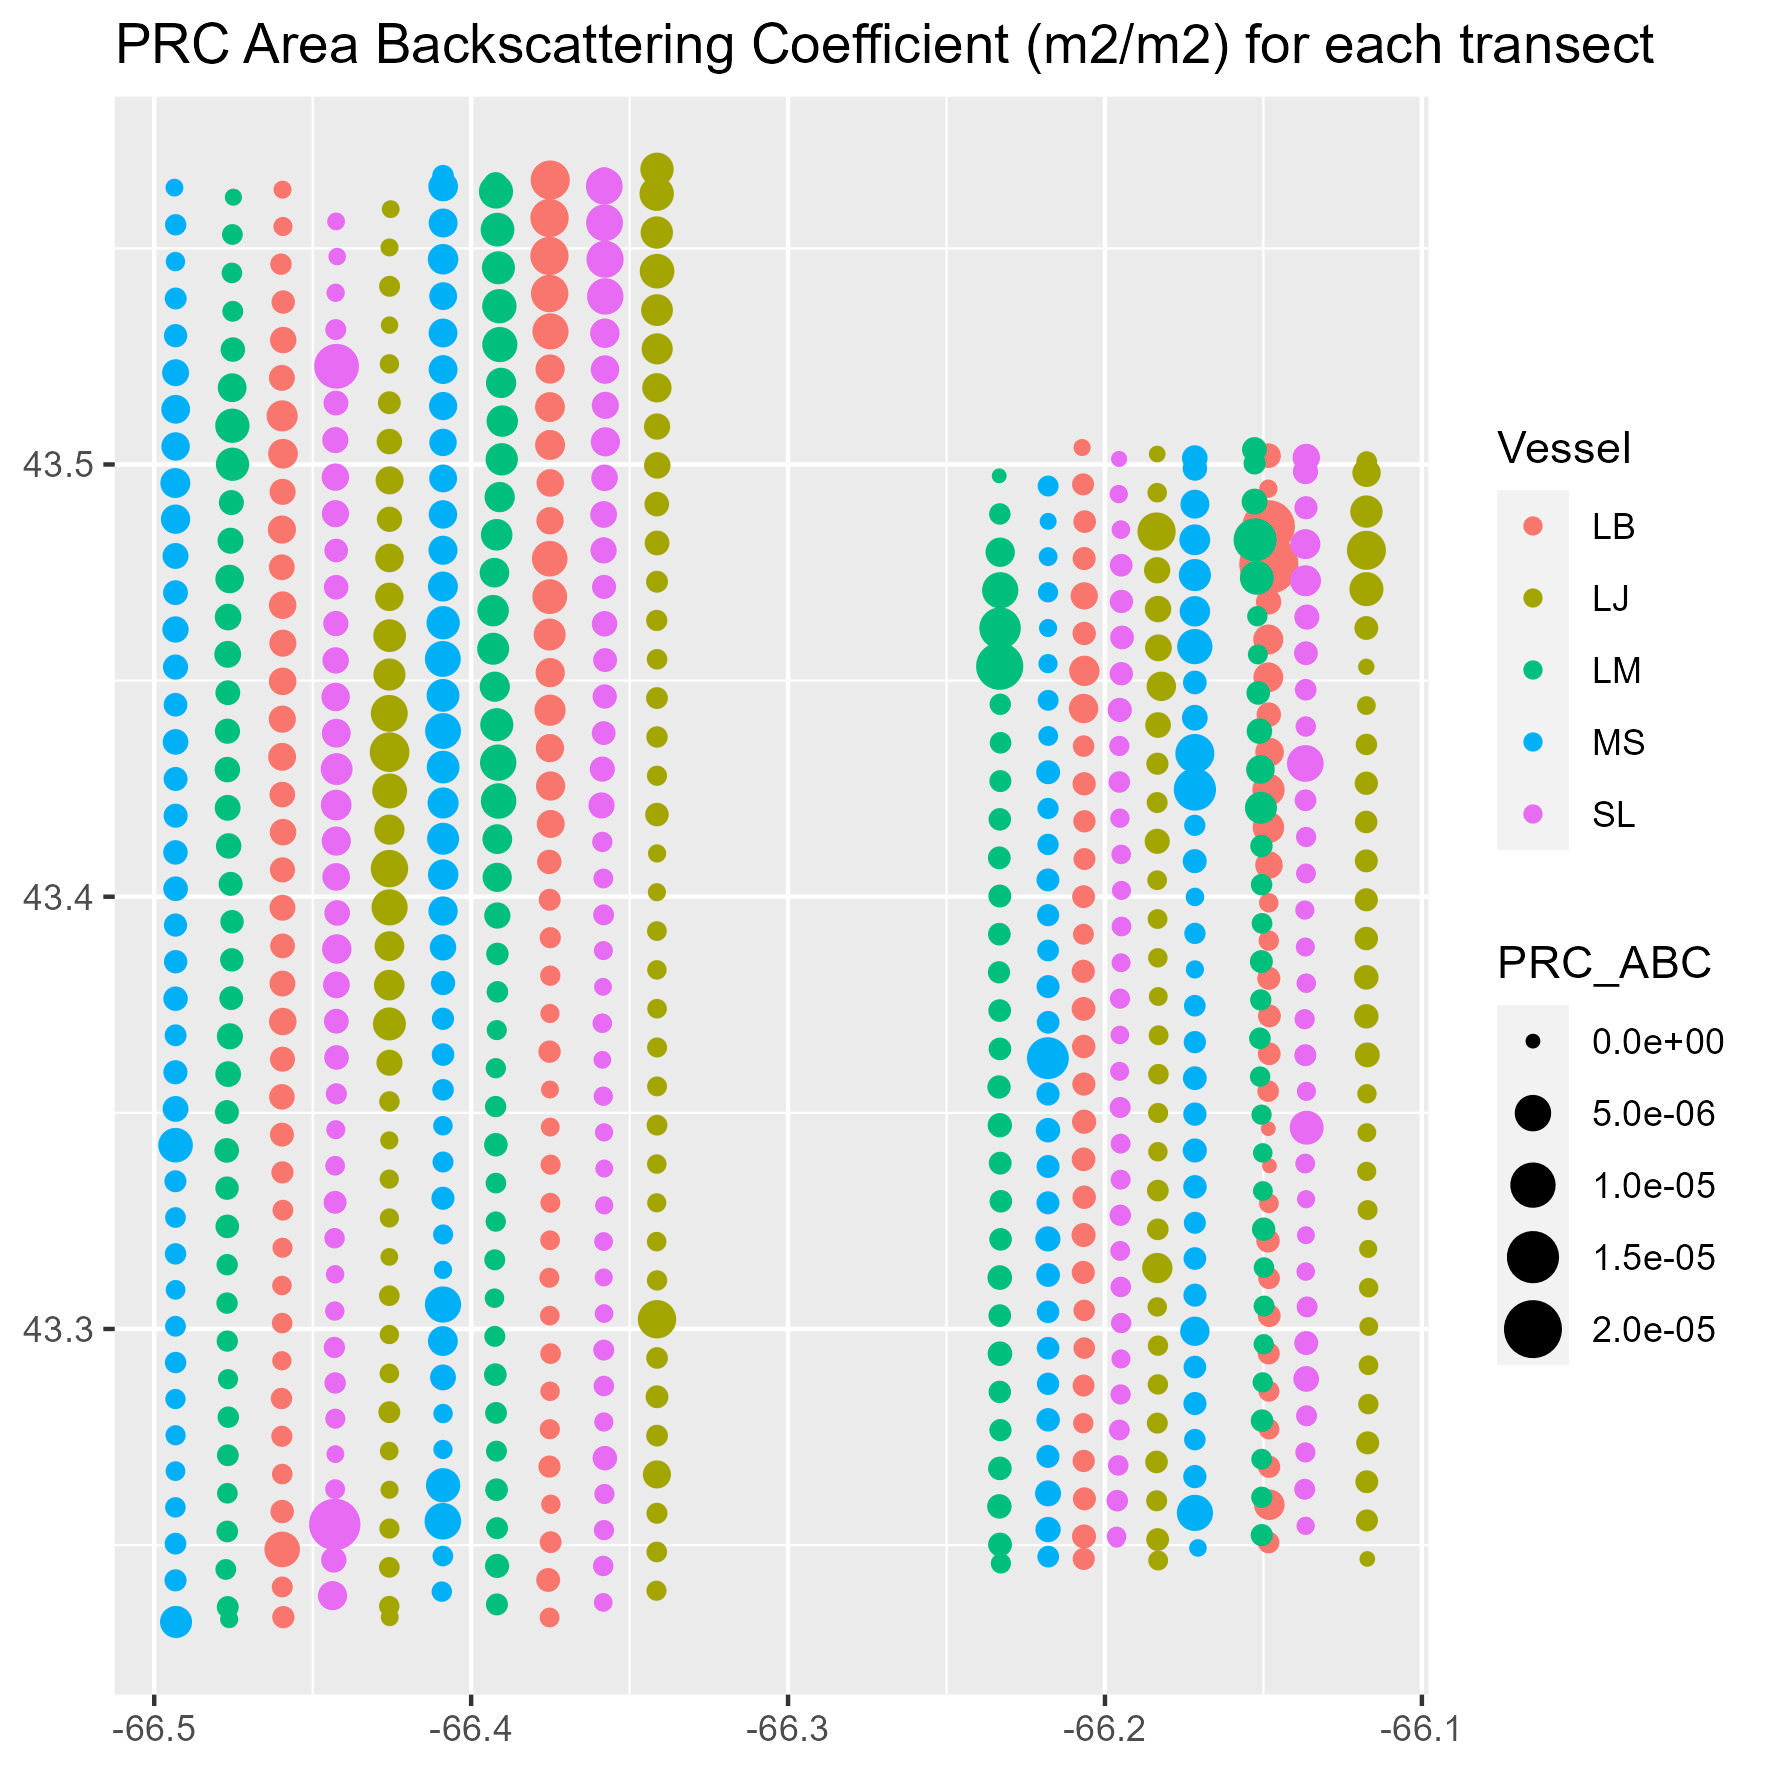 PRC Area Backscattering Coefficient (m2/m2) for each transect
43.5
43.4
43.3
-66.5
-66.4
-66.3
-66.2
-66.1
Vessel
LB
LJ
LM
MS
SL
PRC_ABC
0.0e+00
5.0e-06
1.0e-05
1.5e-05
2.0e-05